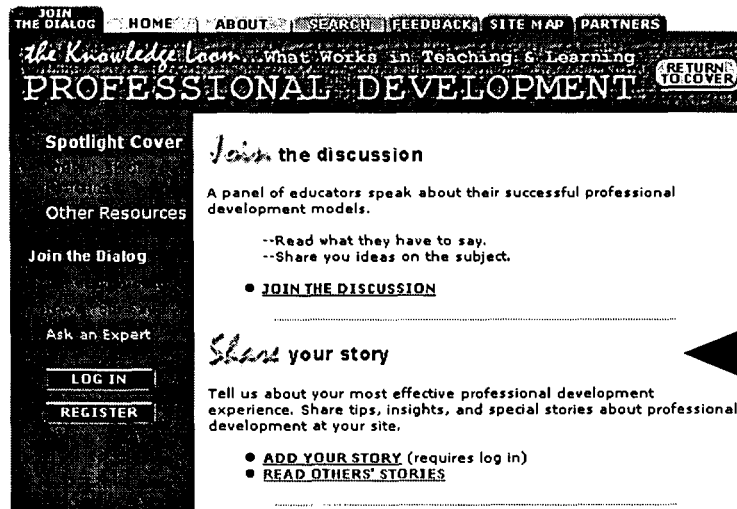 JOIN
THE DIALOG HOME ABOUT SEARCH FEEDBACK SITE MAP PARTNERS
the Knowledge Loom...What Works in Teaching & Learning
PROFESSIONAL DEVELOPMENT
RETURN
TO COVER
Spotlight Cover
Other Resources
Join the Dialog
Ask an Expert
LOG IN
REGISTER
Join the discussion
A panel of educators speak about their successful professional
development models.
--Read what they have to say.
--Share you ideas on the subject.
● JOIN THE DISCUSSION
Share your story
Tell us about your most effective professional development
experience. Share tips, insights, and special stories about professional
development at your site.
● ADD YOUR STORY (requires log in)
● READ OTHERS' STORIES